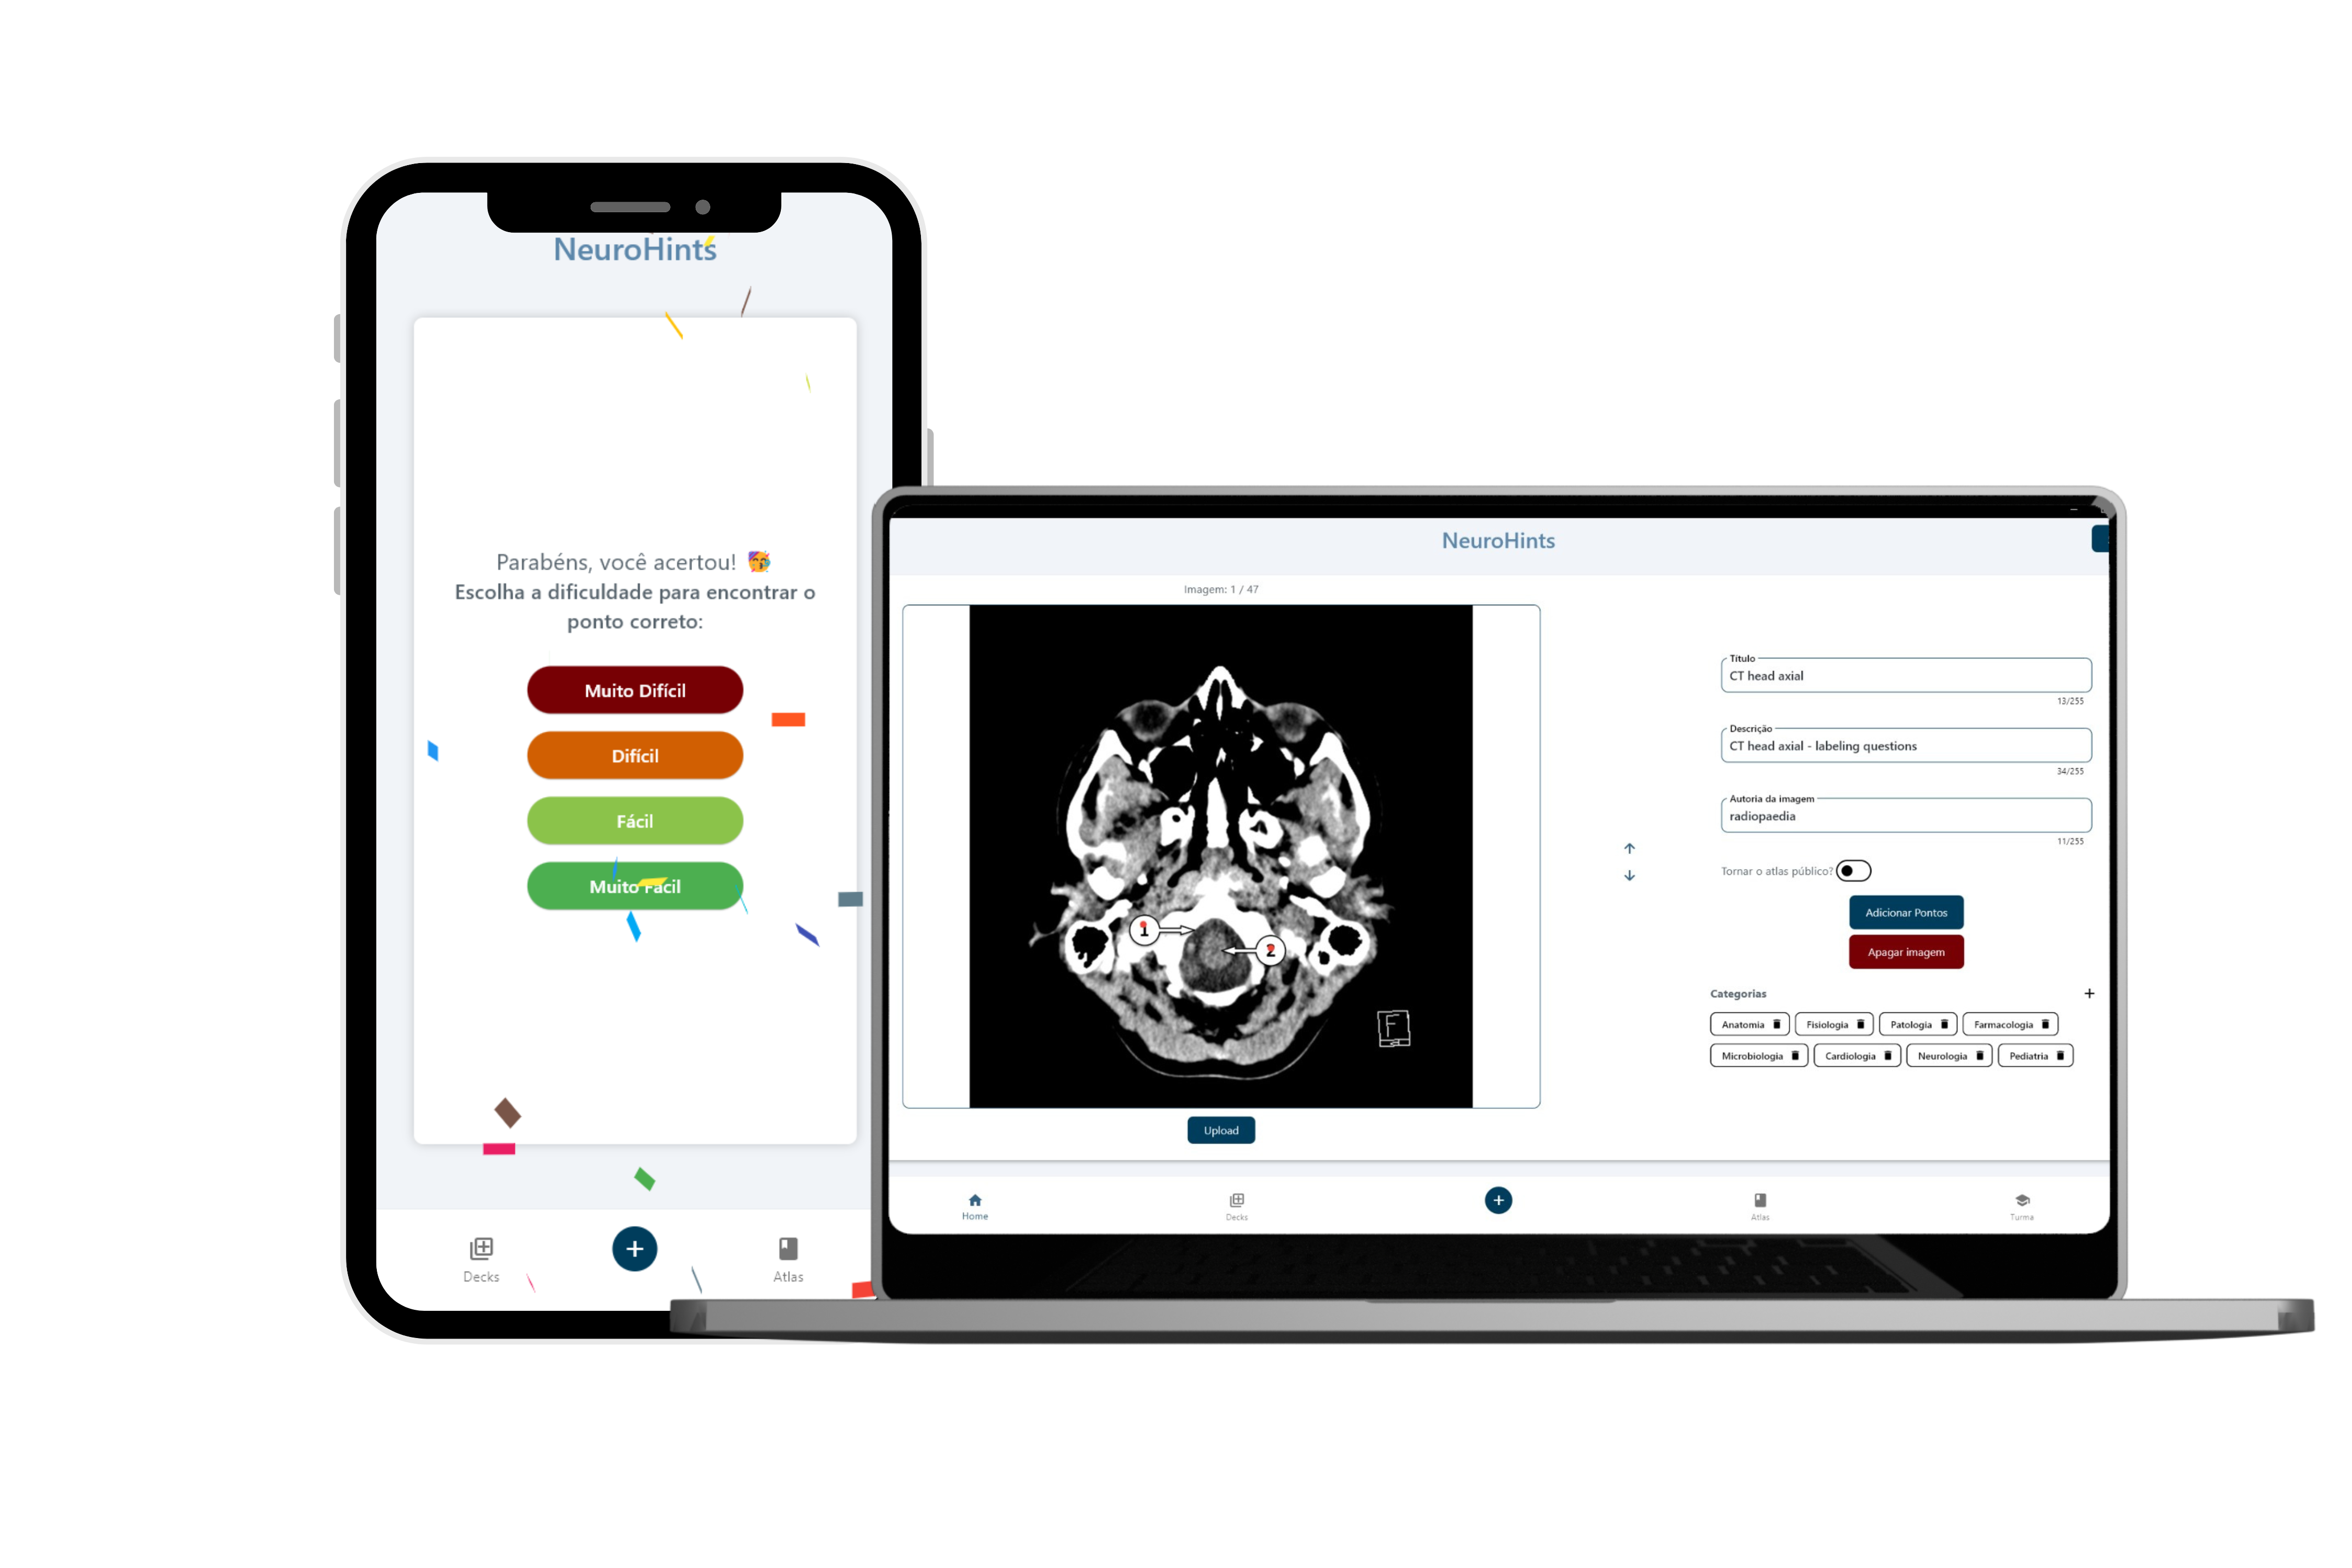 NeuroHints
Parabéns, você acertou! 🥳
Escolha a dificuldade para encontrar o
ponto correto:
Muito Difícil
Difícil
Fácil
Muito Fácil
Decks
Atlas
NeuroHints
Imagem: 1 / 47
1
2
F
Upload
Título
CT head axial
13/255
Descrição
CT head axial - labeling questions
34/255
Autoria da imagem
radiopaedia
11/255
Tornar o atlas público?
Adicionar Pontos
Apagar imagem
Categorias
Anatomia
Fisiologia
Patologia
Farmacologia
Microbiologia
Cardiologia
Neurologia
Pediatria
Home
Decks
Atlas
Turma